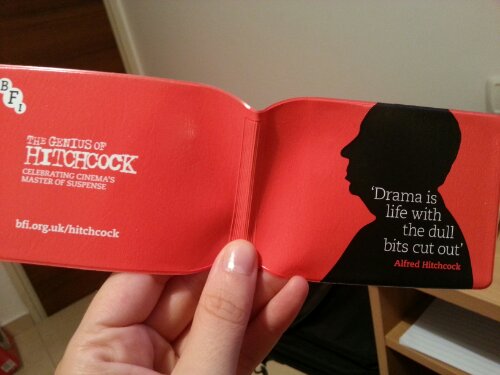 BFI
THE GENIUS OF
HITCHCOCK
CELEBRATING CINEMA'S
MASTER OF SUSPENSE
bfi.org.uk/hitchcock
'Drama is
life with
the dull
bits cut out'
Alfred Hitchcock